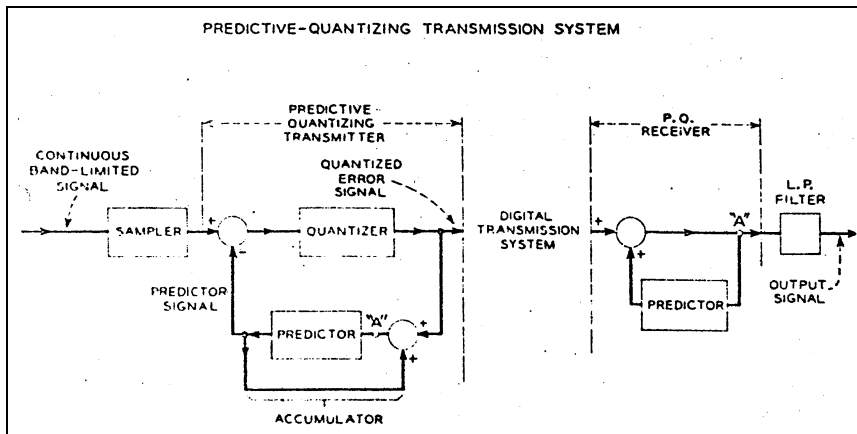 PREDICTIVE-QUANTIZING TRANSMISSION SYSTEM
PREDICTIVE
QUANTIZING
TRANSMITTER
P.Q.
RECEIVER
CONTINUOUS
BAND-LIMITED
SIGNAL
QUANTIZED
ERROR
SIGNAL
L.P.
FILTER
SAMPLER
+
-
QUANTIZER
DIGITAL
TRANSMISSION
SYSTEM
+
+
"A"
PREDICTOR
SIGNAL
PREDICTOR
"A"
+
+
PREDICTOR
OUTPUT
SIGNAL
ACCUMULATOR